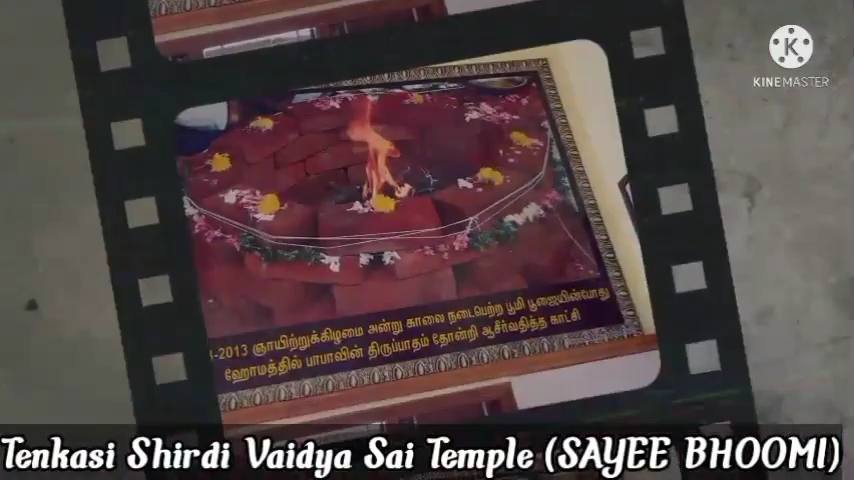 KINEMASTER
-2013 ஞாயிற்றுக்கிழமை அன்று காலை நடைபெற்ற பூமி பூஜையின்போது
ஹோமத்தில் பாபாவின் திருப்பாதம் தோன்றி ஆசீர்வதித்த காட்சி
Tenkasi Shirdi Vaidya Sai Temple (SAYEE BHOOMI)